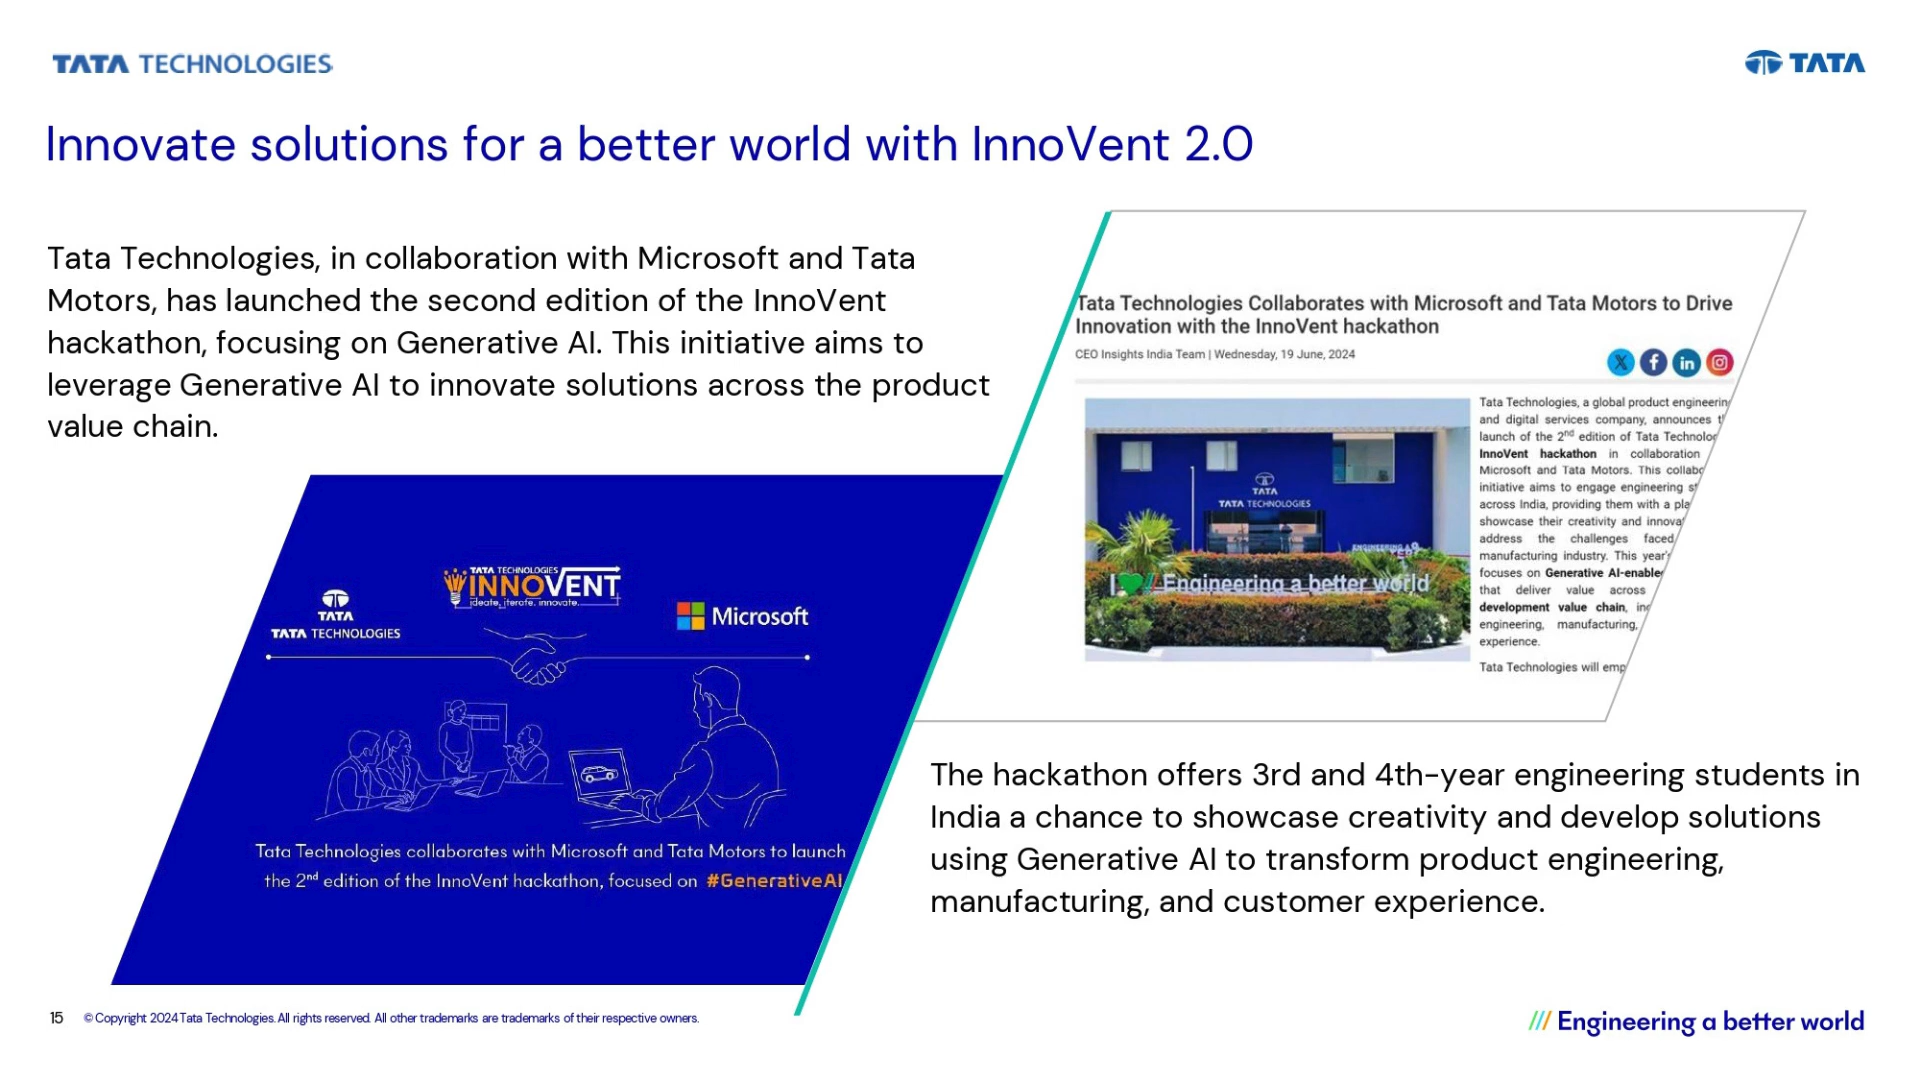 TATA TECHNOLOGIES
TATA
Innovate solutions for a better world with InnoVent 2.0
Tata Technologies, in collaboration with Microsoft and Tata
Motors, has launched the second edition of the InnoVent
hackathon, focusing on Generative AI. This initiative aims to
leverage Generative AI to innovate solutions across the product
value chain.
TATA
TATA TECHNOLOGIES
TATA TECHNOLOGIES
INNOVENT
ideate. iterate. innovate.
Microsoft
Tata Technologies collaborates with Microsoft and Tata Motors to launch
the 2nd edition of the InnoVent hackathon, focused on #GenerativeAI
Tata Technologies Collaborates with Microsoft and Tata Motors to Drive
Innovation with the InnoVent hackathon
CEO Insights India Team | Wednesday, 19 June, 2024
TATA
TATA TECHNOLOGIES
ENGINEERING A
I Engineering a better world
Tata Technologies, a global product engineerin
and digital services company, announces t
launch of the 2nd edition of Tata Technolo
InnoVent hackathon in collaboration
Microsoft and Tata Motors. This collabo
initiative aims to engage engineering s
across India, providing them with a pla
showcase their creativity and innova
address the challenges faced
manufacturing industry. This year'
focuses on Generative AI-enable
that deliver value across
development value chain, in
engineering, manufacturing,
experience.
Tata Technologies will emp
The hackathon offers 3rd and 4th-year engineering students in
India a chance to showcase creativity and develop solutions
using Generative AI to transform product engineering,
manufacturing, and customer experience.
15 © Copyright 2024 Tata Technologies. All rights reserved. All other trademarks are trademarks of their respective owners.
/// Engineering a better world